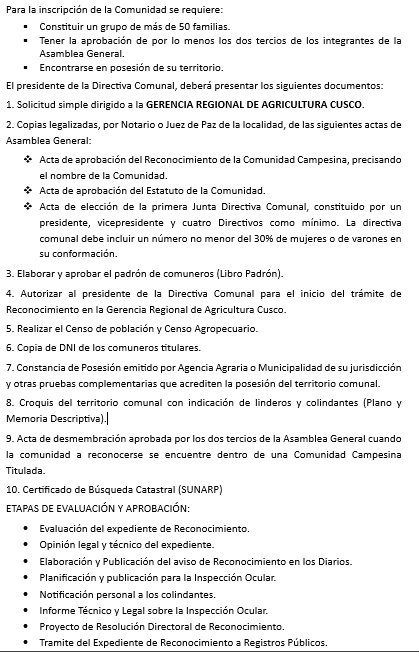 Para la inscripción de la Comunidad se requiere:
▪ Constituir un grupo de más de 50 familias.
▪ Tener la aprobación de por lo menos los dos tercios de los integrantes de la
Asamblea General.
▪ Encontrarse en posesión de su territorio.
El presidente de la Directiva Comunal, deberá presentar los siguientes documentos:
1. Solicitud simple dirigido a la GERENCIA REGIONAL DE AGRICULTURA CUSCO.
2. Copias legalizadas, por Notario o Juez de Paz de la localidad, de las siguientes actas de
Asamblea General:
❖ Acta de aprobación del Reconocimiento de la Comunidad Campesina, precisando
el nombre de la Comunidad.
❖ Acta de aprobación del Estatuto de la Comunidad.
❖ Acta de elección de la primera Junta Directiva Comunal, constituido por un
presidente, vicepresidente y cuatro Directivos como mínimo. La directiva
comunal debe incluir un número no menor del 30% de mujeres o de varones en
su conformación.
3. Elaborar y aprobar el padrón de comuneros (Libro Padrón).
4. Autorizar al presidente de la Directiva Comunal para el inicio del trámite de
Reconocimiento en la Gerencia Regional de Agricultura Cusco.
5. Realizar el Censo de población y Censo Agropecuario.
6. Copia de DNI de los comuneros titulares.
7. Constancia de Posesión emitido por Agencia Agraria o Municipalidad de su jurisdicción
y otras pruebas complementarias que acrediten la posesión del territorio comunal.
8. Croquis del territorio comunal con indicación de linderos y colindantes (Plano y
Memoria Descriptiva).
9. Acta de desmembración aprobada por los dos tercios de la Asamblea General cuando
la comunidad a reconocerse se encuentre dentro de una Comunidad Campesina
Titulada.
10. Certificado de Búsqueda Catastral (SUNARP)
ETAPAS DE EVALUACIÓN Y APROBACIÓN:
• Evaluación del expediente de Reconocimiento.
• Opinión legal y técnico del expediente.
• Elaboración y Publicación del aviso de Reconocimiento en los Diarios.
• Planificación y publicación para la Inspección Ocular.
• Notificación personal a los colindantes.
• Informe Técnico y Legal sobre la Inspección Ocular.
• Proyecto de Resolución Directoral de Reconocimiento.
• Tramite del Expediente de Reconocimiento a Registros Públicos.